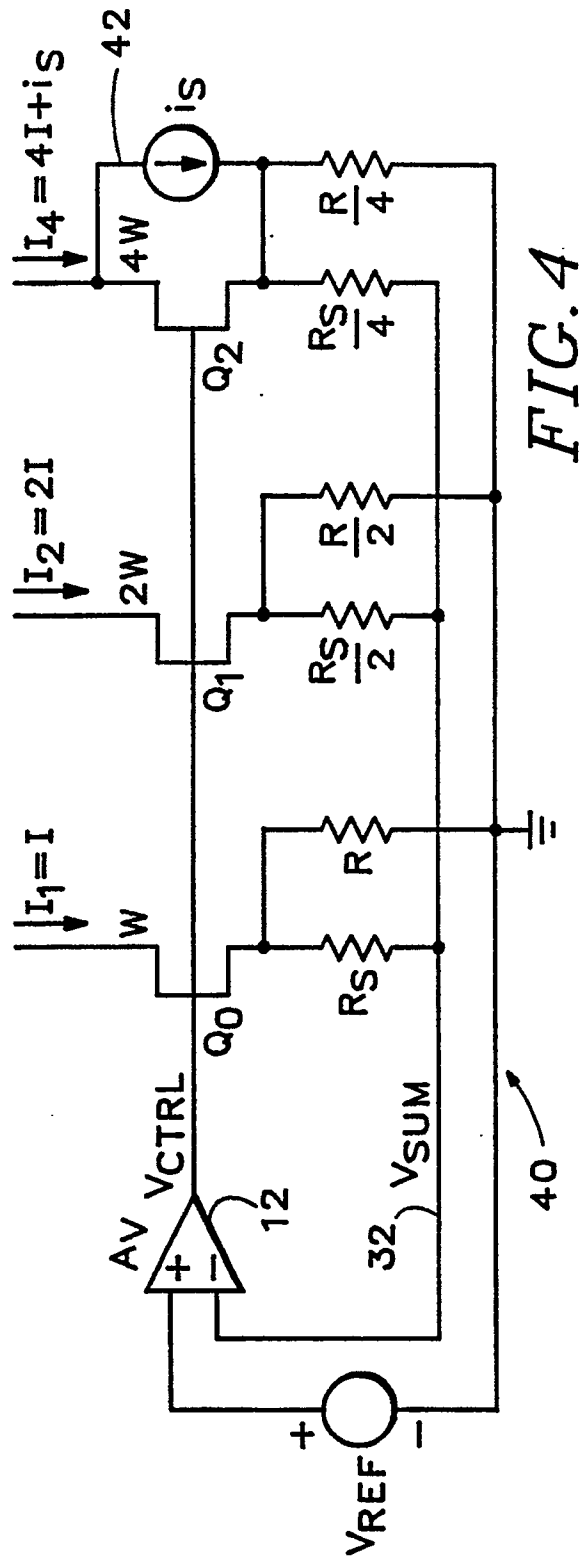 I₁=I
I₂=2I
I₄=4I+iS
42
W
2W
4W
iS
AV
VCTRL
+
−
12
Q0
Q1
Q2
RS
R
RS/2
R/2
RS/4
R/4
VREF
+
−
32
VSUM
40
FIG. 4